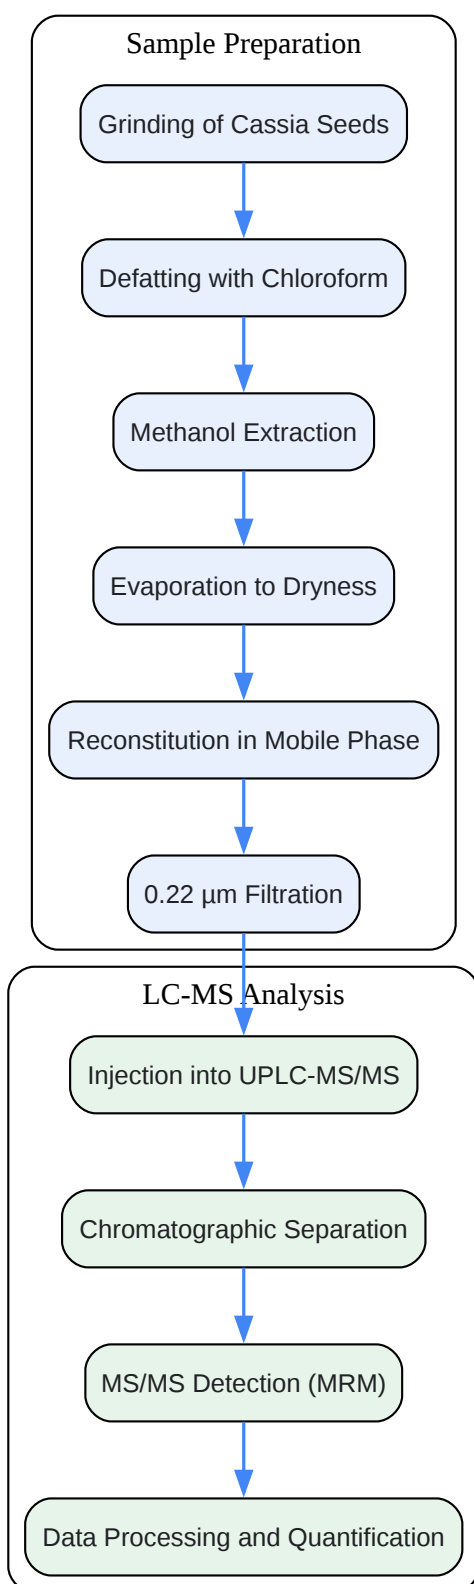 Sample Preparation
Grinding of Cassia Seeds
Defatting with Chloroform
Methanol Extraction
Evaporation to Dryness
Reconstitution in Mobile Phase
0.22 µm Filtration
LC-MS Analysis
Injection into UPLC-MS/MS
Chromatographic Separation
MS/MS Detection (MRM)
Data Processing and Quantification